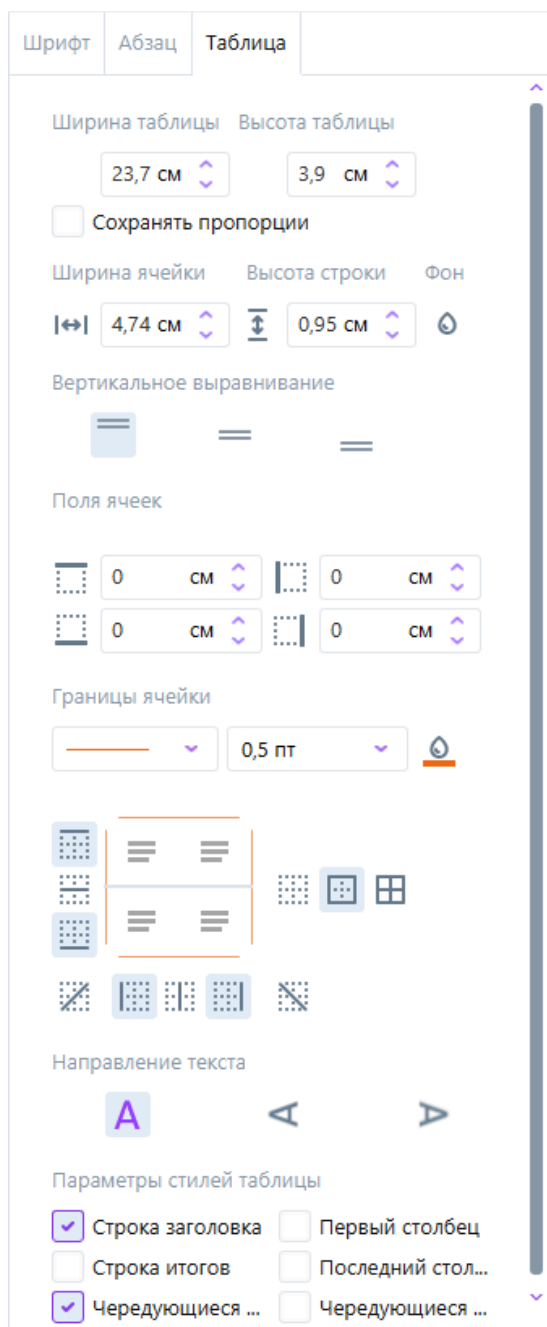 Шрифт Абзац Таблица
Ширина таблицы Высота таблицы
23,7 см 3,9 см
Сохранять пропорции
Ширина ячейки Высота строки Фон
4,74 см 0,95 см
Вертикальное выравнивание
Поля ячеек
0 см 0 см
0 см 0 см
Границы ячейки
0,5 пт
Направление текста
A A A
Параметры стилей таблицы
Строка заголовка Первый столбец
Строка итогов Последний стол...
Чередующиеся ... Чередующиеся ...